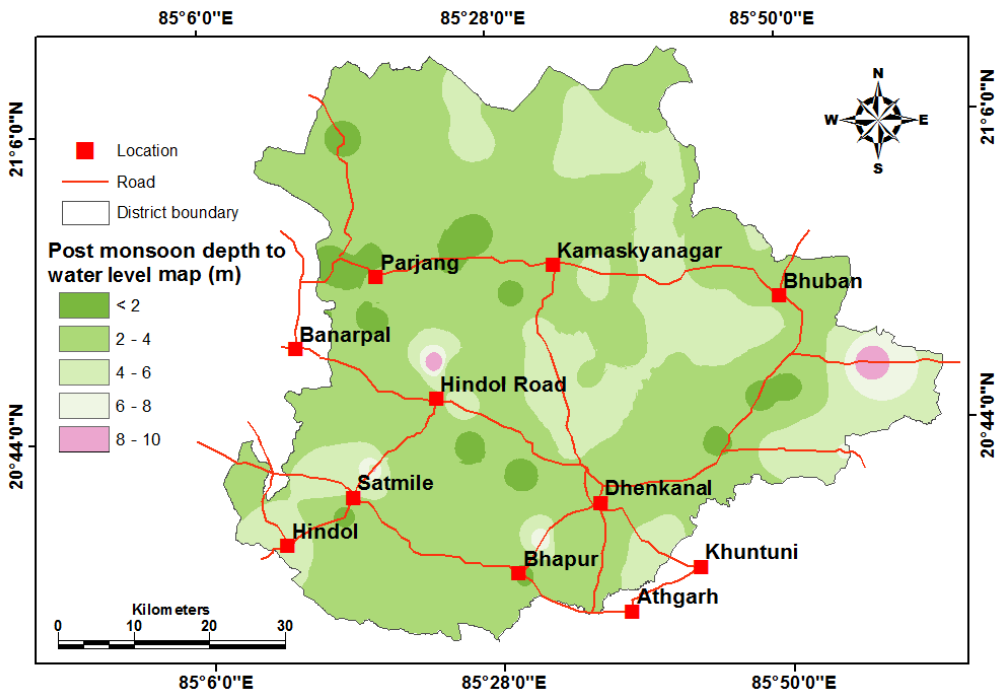 85°6'0"E
85°28'0"E
85°50'0"E
21°6'0"N
21°6'0"N
N
W
E
S
Location
Road
District boundary
Post monsoon depth to
water level map (m)
< 2
2 - 4
4 - 6
6 - 8
8 - 10
Parjang
Kamaskyanagar
Bhuban
Banarpal
Hindol Road
20°44'0"N
20°44'0"N
Satmile
Dhenkanal
Hindol
Bhapur
Khuntuni
Athgarh
Kilometers
0 10 20 30
85°6'0"E
85°28'0"E
85°50'0"E